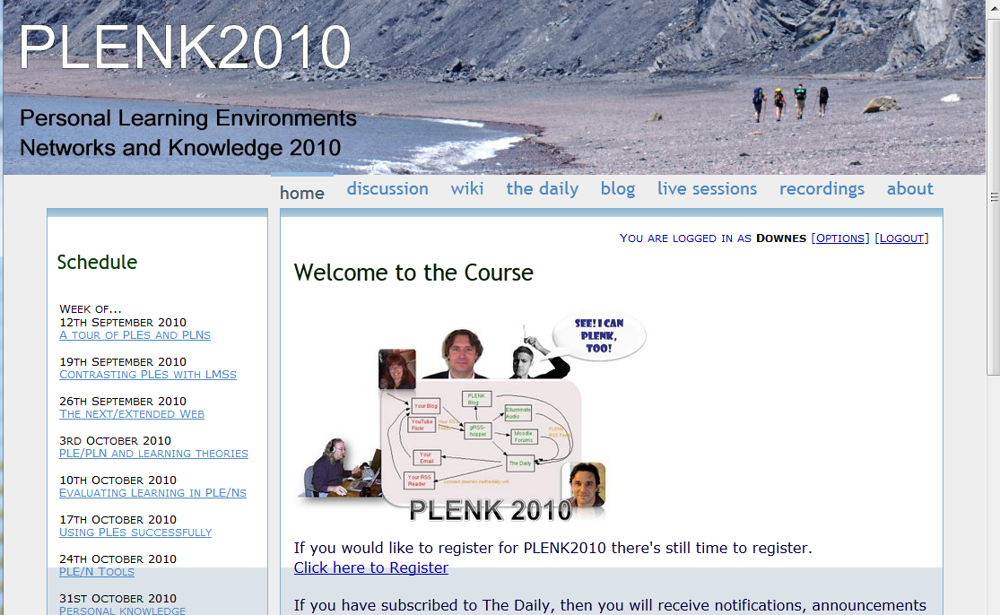 PLENK2010
Personal Learning Environments
Networks and Knowledge 2010
home
discussion
wiki
the daily
blog
live sessions
recordings
about
Schedule
Week of...
12th September 2010
A tour of PLEs and PLNs
19th September 2010
Contrasting PLEs with LMSs
26th September 2010
The neXt/eXtended Web
3rd October 2010
PLE/PLN and learning theories
10th October 2010
Evaluating Learning in PLE/Ns
17th October 2010
Using PLEs successfully
24th October 2010
PLE/N Tools
31st October 2010
Personal knowledge
You are logged in as Downes [Options] [Logout]
Welcome to the Course
SEE! I CAN
PLENK,
TOO!
Your Blog
YouTube
Flickr
Your RSS
Feeds
PLENK
Blog
gRSS-
hopper
Elluminate
Audio
Moodle
Forums
PLENK
RSS Feed
Your
Email
The Daily
Your RSS
Reader
PLENK 2010
If you would like to register for PLENK2010 there's still time to register.
Click here to Register
If you have subscribed to The Daily, then you will receive notifications, announcements